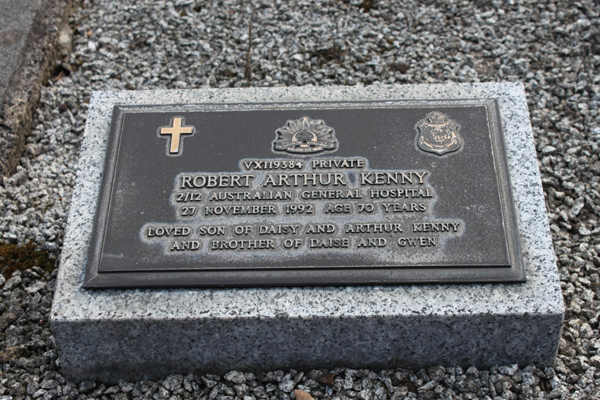 VX119384 PRIVATE
ROBERT ARTHUR KENNY
2/12 AUSTRALIAN GENERAL HOSPITAL
27 NOVEMBER 1992 AGE 70 YEARS
LOVED SON OF DAISY AND ARTHUR KENNY
AND BROTHER OF DAISE AND GWEN